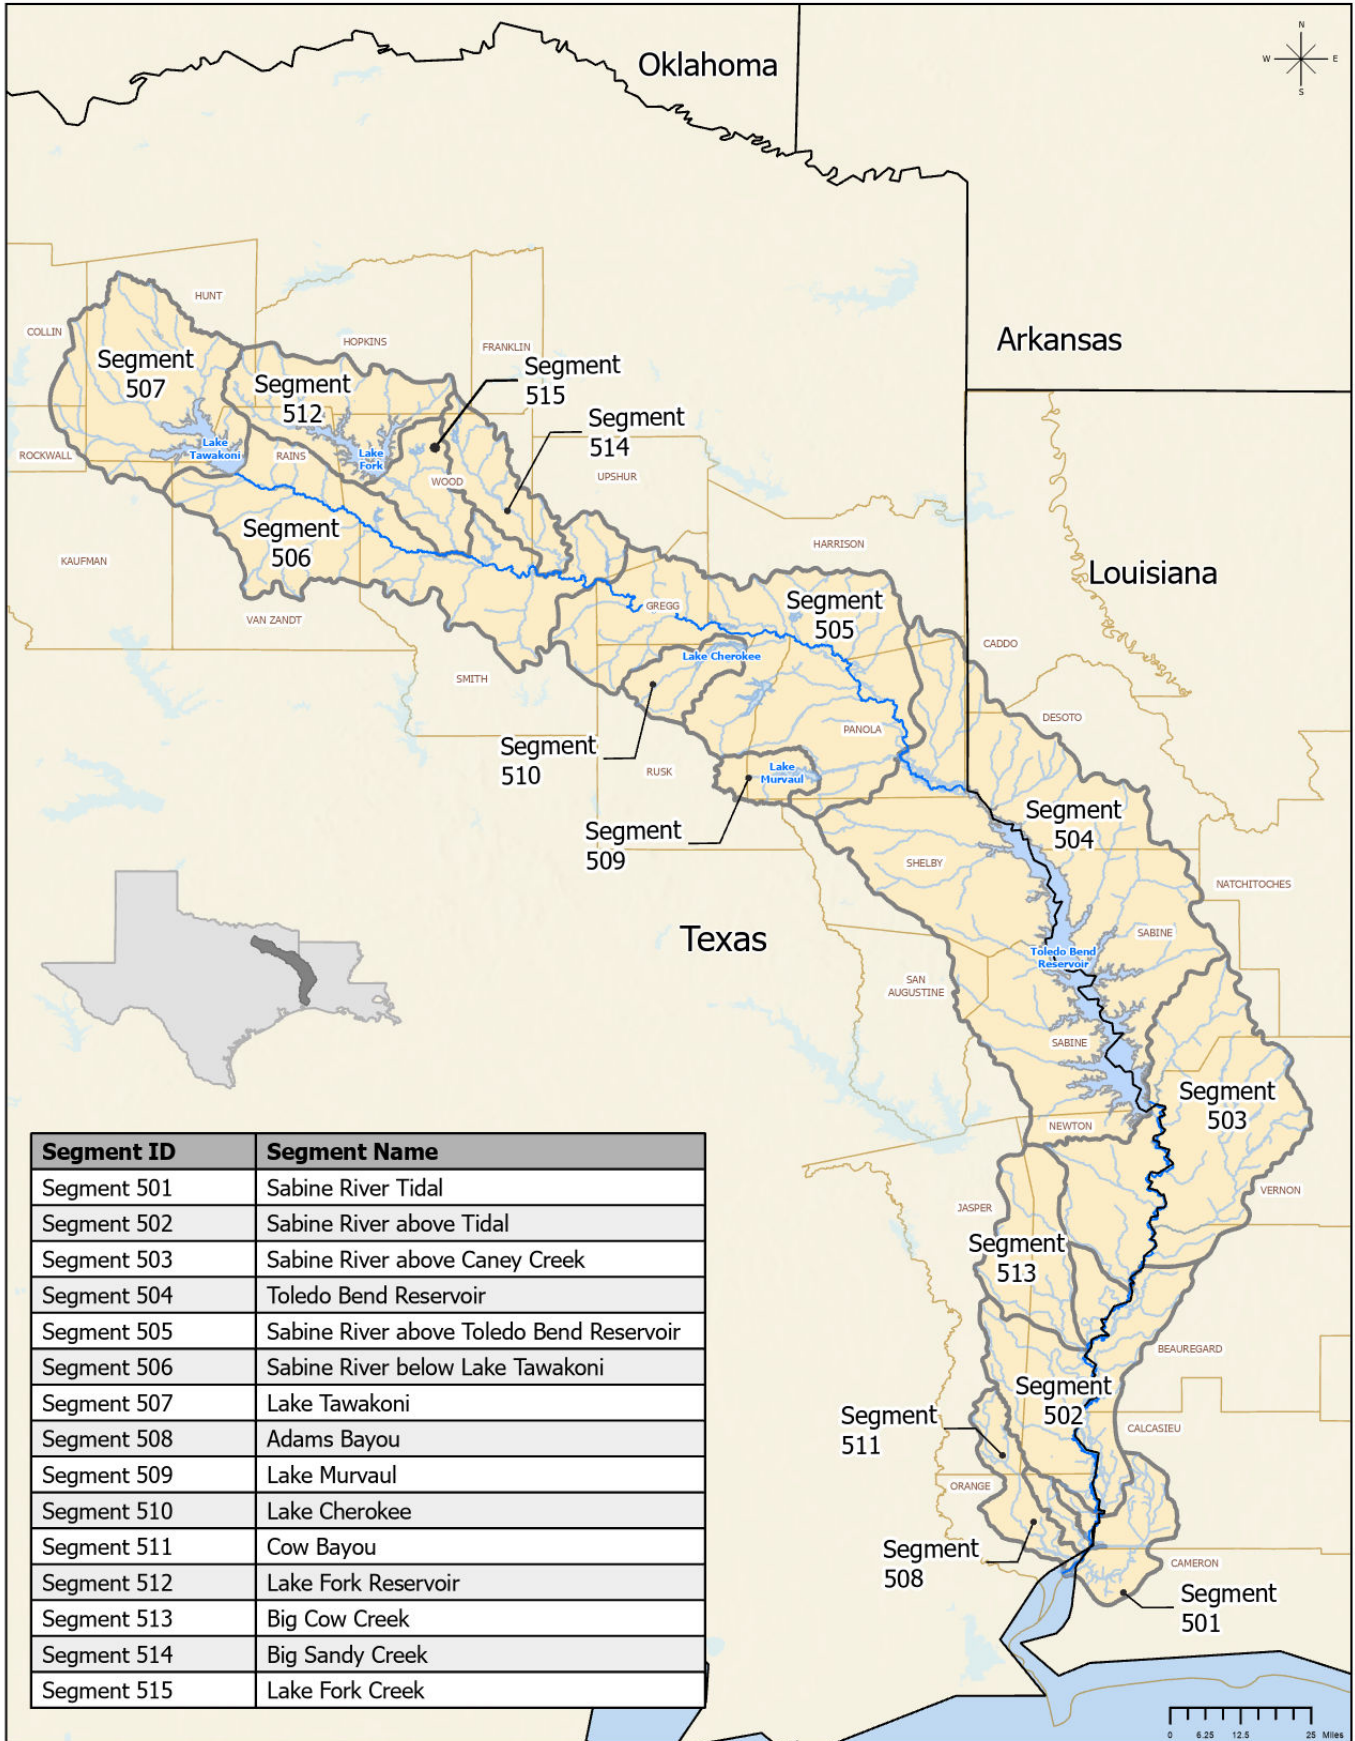 Oklahoma
N
W
E
S
Arkansas
HUNT
COLLIN
HOPKINS
FRANKLIN
Segment
507
Segment
512
Segment
515
Segment
514
Lake
Tawakoni
Lake
Fork
ROCKWALL
RAINS
WOOD
UPSHUR
Segment
506
KAUFMAN
HARRISON
Louisiana
VAN ZANDT
GREGG
Segment
505
CADDO
Lake Cherokee
SMITH
DESOTO
PANOLA
Segment
510
RUSK
Lake
Murvaul
Segment
509
Segment
504
SHELBY
NATCHITOCHES
Texas
SABINE
Toledo Bend
Reservoir
SAN
AUGUSTINE
SABINE
Segment
503
NEWTON
VERNON
JASPER
Segment
513
BEAUREGARD
Segment
502
CALCASIEU
Segment
511
ORANGE
Segment
508
CAMERON
Segment
501
Segment ID Segment Name
Segment 501 Sabine River Tidal
Segment 502 Sabine River above Tidal
Segment 503 Sabine River above Caney Creek
Segment 504 Toledo Bend Reservoir
Segment 505 Sabine River above Toledo Bend Reservoir
Segment 506 Sabine River below Lake Tawakoni
Segment 507 Lake Tawakoni
Segment 508 Adams Bayou
Segment 509 Lake Murvaul
Segment 510 Lake Cherokee
Segment 511 Cow Bayou
Segment 512 Lake Fork Reservoir
Segment 513 Big Cow Creek
Segment 514 Big Sandy Creek
Segment 515 Lake Fork Creek
0 6.25 12.5 25 Miles